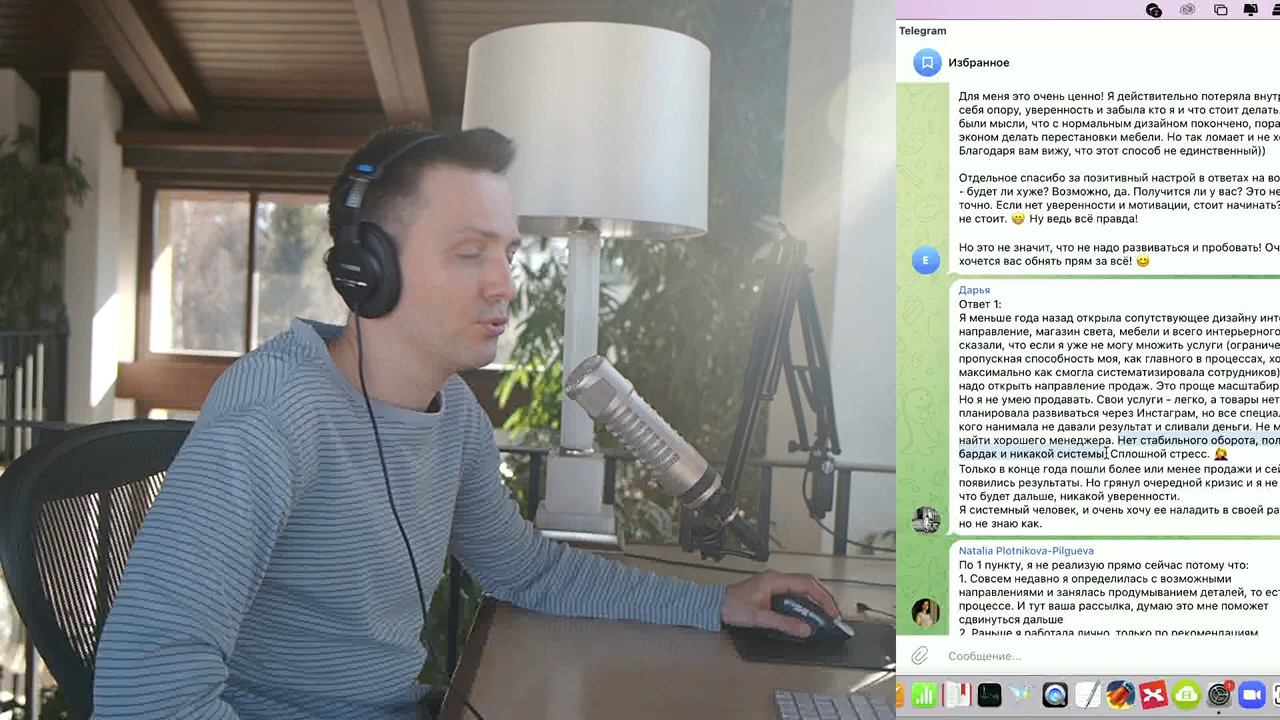 Telegram
Избранное
Для меня это очень ценно! Я действительно потеряла внутр
себя опору, уверенность и забыла кто я и что стоит делать.
были мысли, что с нормальным дизайном покончено, пора
эконом делать перестановки мебели. Но так ломает и не хо
Благодаря вам вижу, что этот способ не единственный))
Отдельное спасибо за позитивный настрой в ответах на во
- будет ли хуже? Возможно, да. Получится ли у вас? Это не
точно. Если нет уверенности и мотивации, стоит начинать?
не стоит. 😁 Ну ведь всё правда!
Но это не значит, что не надо развиваться и пробовать! Оч
хочется вас обнять прям за всё! 😊
E
Дарья
Ответ 1:
Я меньше года назад открыла сопутствующее дизайну инт
направление, магазин света, мебели и всего интерьерного
сказали, что если я уже не могу множить услуги (ограниче
пропускная способность моя, как главного в процессах, хо
максимально как смогла систематизировала сотрудников)
надо открыть направление продаж. Это проще масштабир
Но я не умею продавать. Свои услуги - легко, а товары нет
планировала развиваться через Инстаграм, но все специа
кого нанимала не давали результат и сливали деньги. Не м
найти хорошего менеджера. Нет стабильного оборота, пол
бардак и никакой системы. Сплошной стресс. 🤦‍♀️
Только в конце года пошли более или менее продажи и сей
появились результаты. Но грянул очередной кризис и я не
что будет дальше, никакой уверенности.
Я системный человек, и очень хочу ее наладить в своей ра
но не знаю как.
Natalia Plotnikova-Pilgueva
По 1 пункту, я не реализую прямо сейчас потому что:
1. Совсем недавно я определилась с возможными
направлениями и занялась продумыванием деталей, то ест
процессе. И тут ваша рассылка, думаю это мне поможет
сдвинуться дальше
2. Раньше я работала лично, только по рекомендациям
Сообщение...